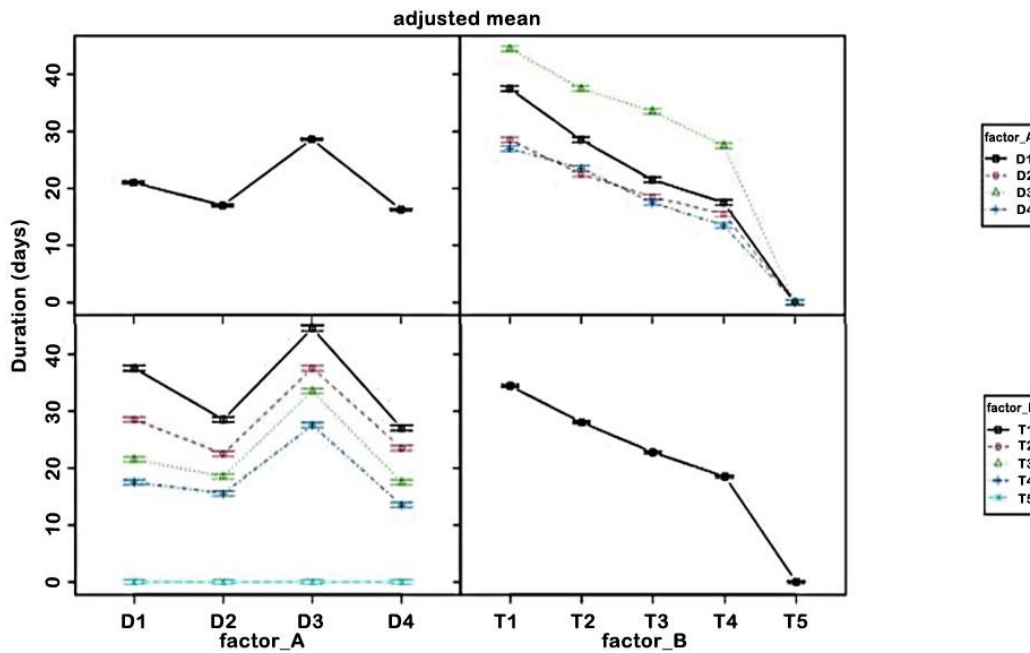 adjusted mean
Duration (days)
40
30
20
10
0
40
30
20
10
0
D1 D2 D3 D4
factor_A
T1 T2 T3 T4 T5
factor_B
factor_A
D1
D2
D3
D4
T1
T2
T3
T4
T5